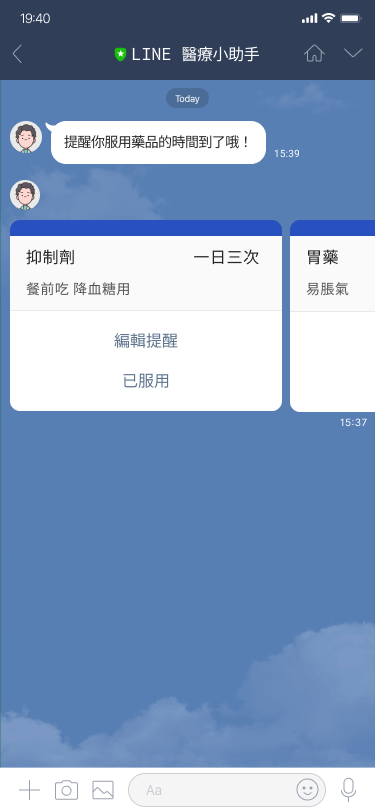 19:40
LINE 醫療小助手
Today
提醒你服用藥品的時間到了哦！
15:39
抑制劑 一日三次
餐前吃 降血糖用
編輯提醒
已服用
胃藥
易脹氣
15:37
Aa